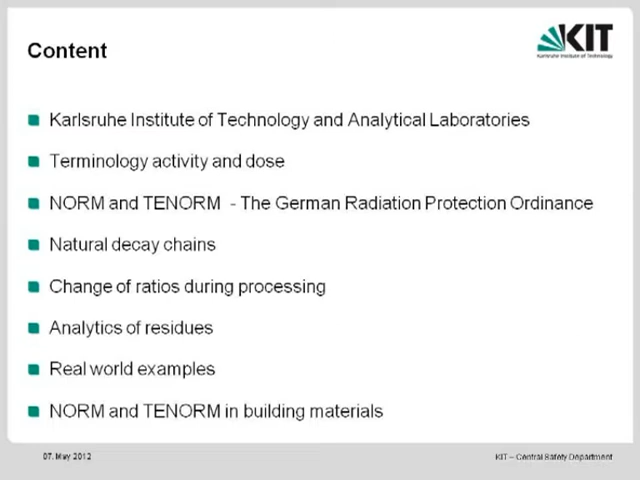 Content
KIT
Karlsruhe Institute of Technology
Karlsruhe Institute of Technology and Analytical Laboratories
Terminology activity and dose
NORM and TENORM - The German Radiation Protection Ordinance
Natural decay chains
Change of ratios during processing
Analytics of residues
Real world examples
NORM and TENORM in building materials
07. May 2012
KIT – Central Safety Department